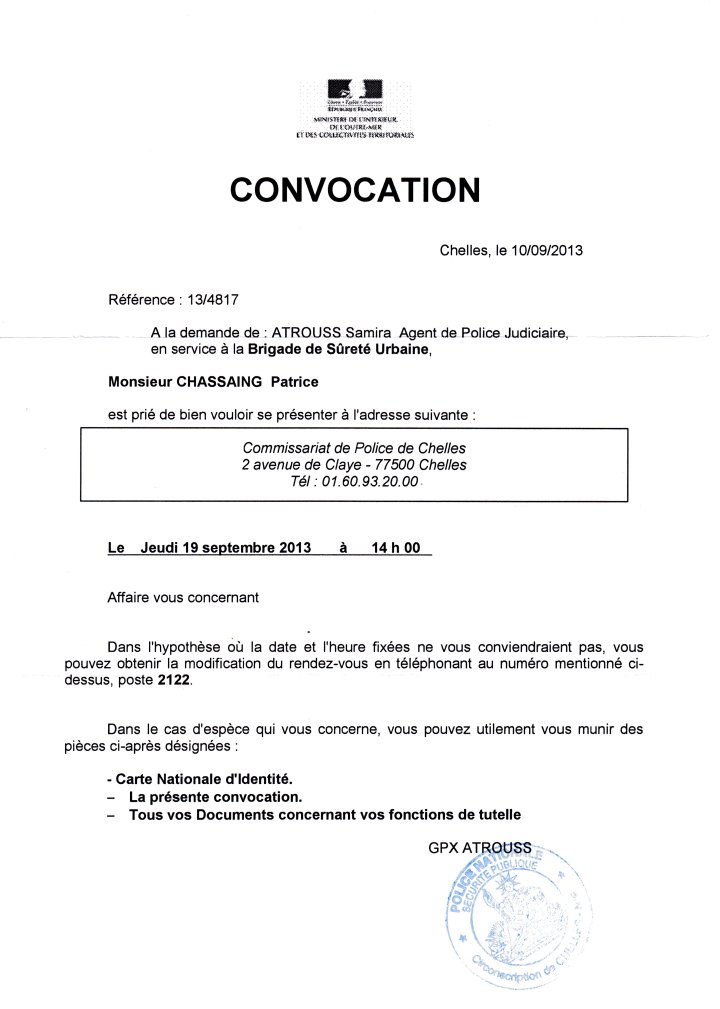 Liberté • Égalité • Fraternité
RÉPUBLIQUE FRANÇAISE
MINISTERE DE L'INTERIEUR,
DE L'OUTRE-MER
ET DES COLLECTIVITES TERRITORIALES
CONVOCATION
Chelles, le 10/09/2013
Référence : 13/4817
A la demande de : ATROUSS Samira Agent de Police Judiciaire,
en service à la Brigade de Sûreté Urbaine,
Monsieur CHASSAING Patrice
est prié de bien vouloir se présenter à l'adresse suivante :
Commissariat de Police de Chelles
2 avenue de Claye - 77500 Chelles
Tél : 01.60.93.20.00
Le Jeudi 19 septembre 2013 à 14 h 00
Affaire vous concernant
Dans l'hypothèse où la date et l'heure fixées ne vous conviendraient pas, vous
pouvez obtenir la modification du rendez-vous en téléphonant au numéro mentionné ci-
dessus, poste 2122.
Dans le cas d'espèce qui vous concerne, vous pouvez utilement vous munir des
pièces ci-après désignées :
- Carte Nationale d'Identité.
– La présente convocation.
– Tous vos Documents concernant vos fonctions de tutelle
GPX ATROUSS
POLICE NATIONALE
SECURITE PUBLIQUE
Circonscription de CHELLES